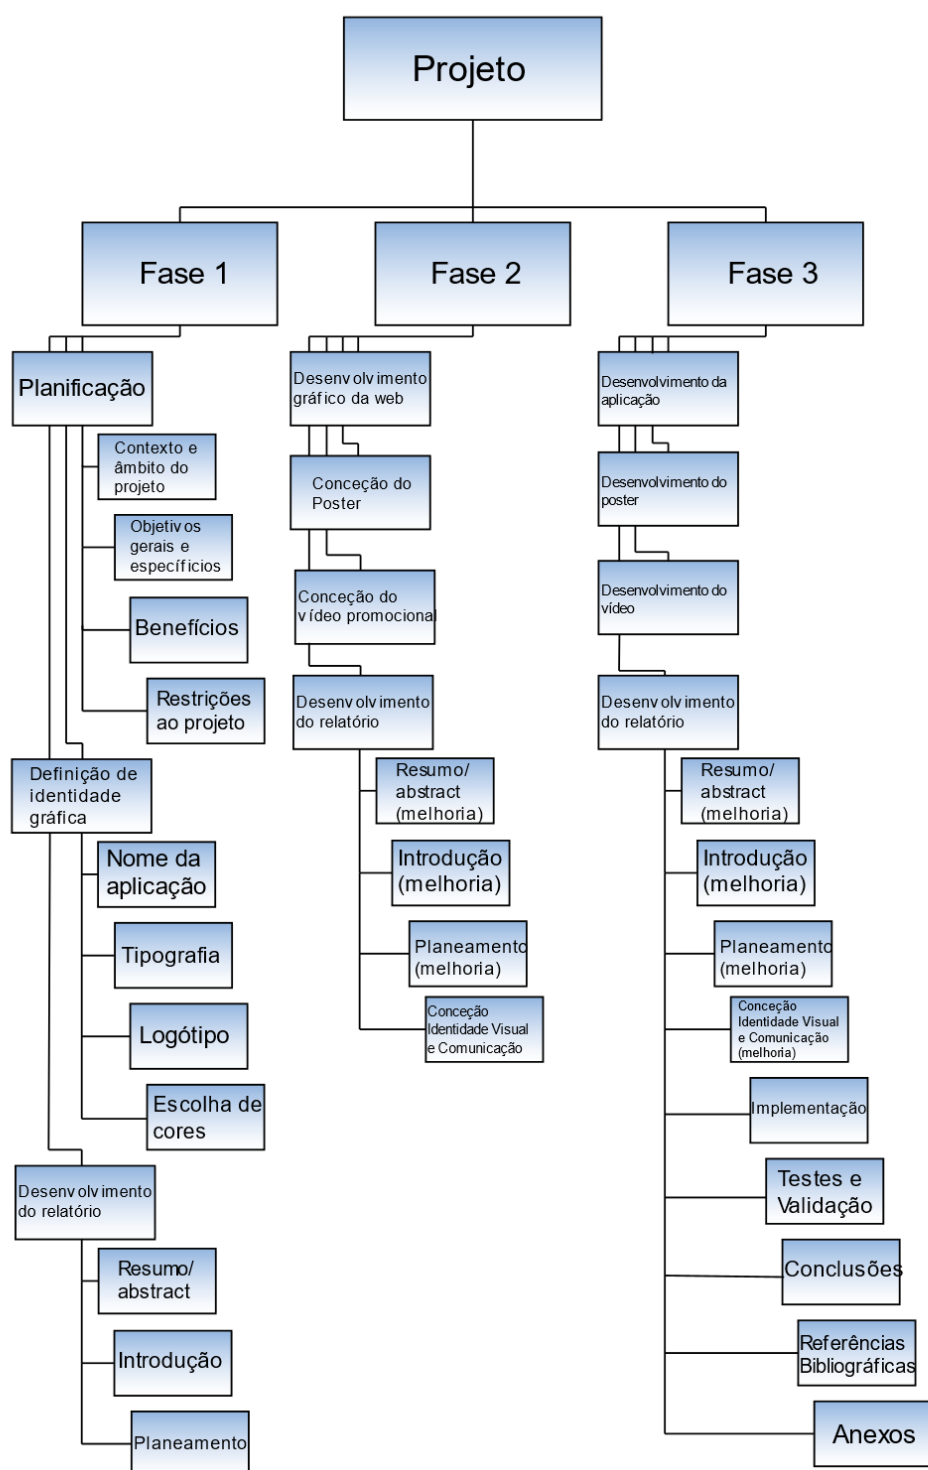 Projeto
Fase 1
Fase 2
Fase 3
Planificação
Contexto e
âmbito do
projeto
Objetivos
gerais e
específicios
Benefícios
Restrições
ao projeto
Definição de
identidade
gráfica
Nome da
aplicação
Tipografia
Logótipo
Escolha de
cores
Desenvolvimento
do relatório
Resumo/
abstract
Introdução
Planeamento
Desenvolvimento
gráfico da web
Conceção do
Poster
Conceção do
vídeo promocional
Desenvolvimento
do relatório
Resumo/
abstract
(melhoria)
Introdução
(melhoria)
Planeamento
(melhoria)
Conceção
Identidade Visual
e Comunicação
Desenvolvimento da
aplicação
Desenvolvimento do
poster
Desenvolvimento do
vídeo
Desenvolvimento
do relatório
Resumo/
abstract
(melhoria)
Introdução
(melhoria)
Planeamento
(melhoria)
Conceção
Identidade Visual
e Comunicação
(melhoria)
Implementação
Testes e
Validação
Conclusões
Referências
Bibliográficas
Anexos